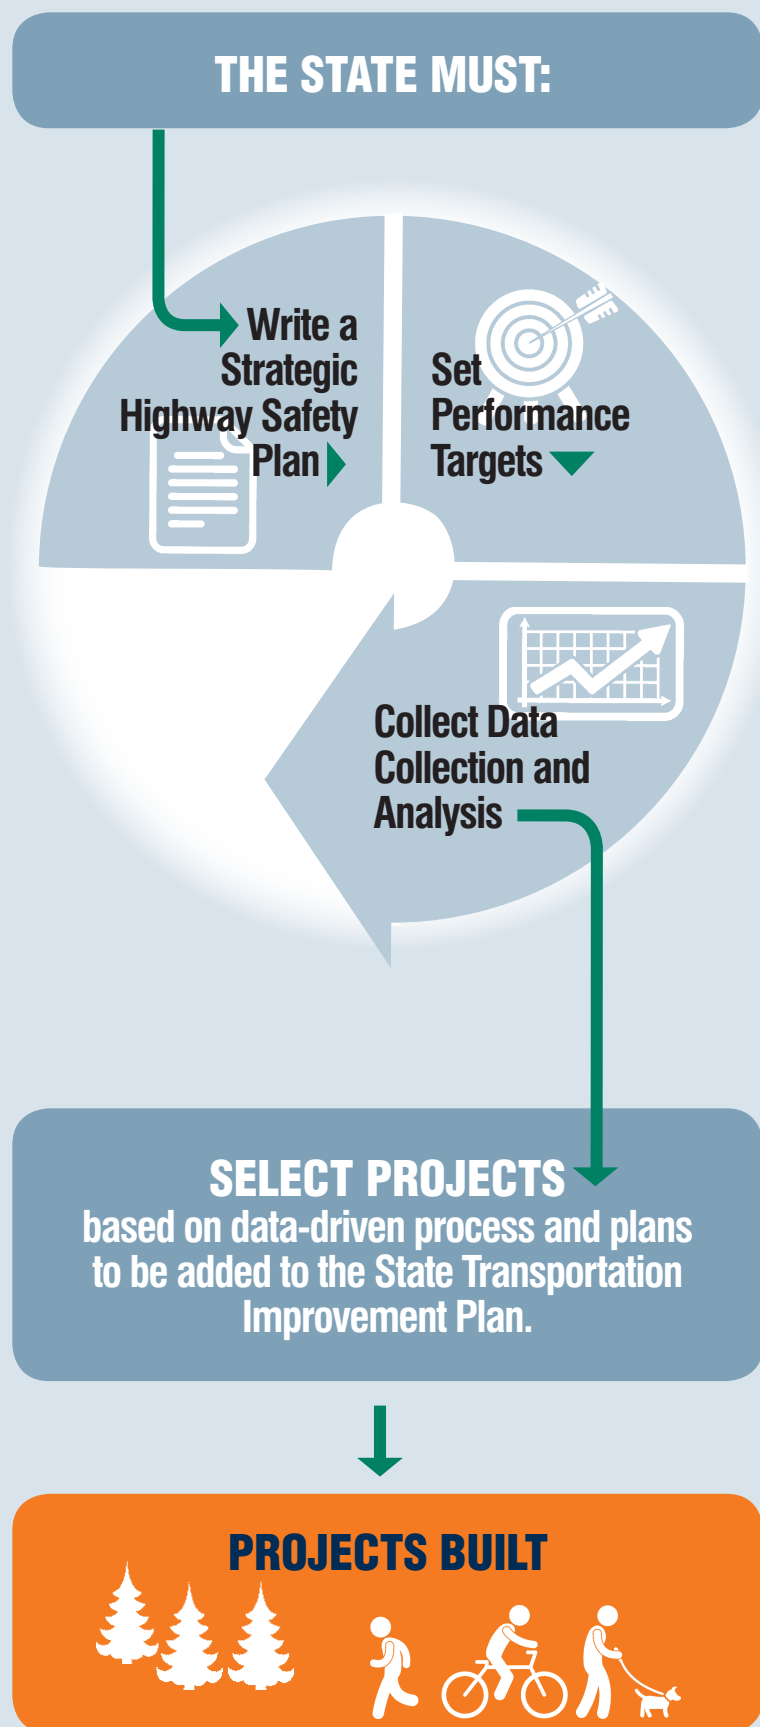 THE STATE MUST:
Write a
Strategic
Highway Safety
Plan
Set
Performance
Targets
Collect Data
Collection and
Analysis
SELECT PROJECTS
based on data-driven process and plans
to be added to the State Transportation
Improvement Plan.
PROJECTS BUILT